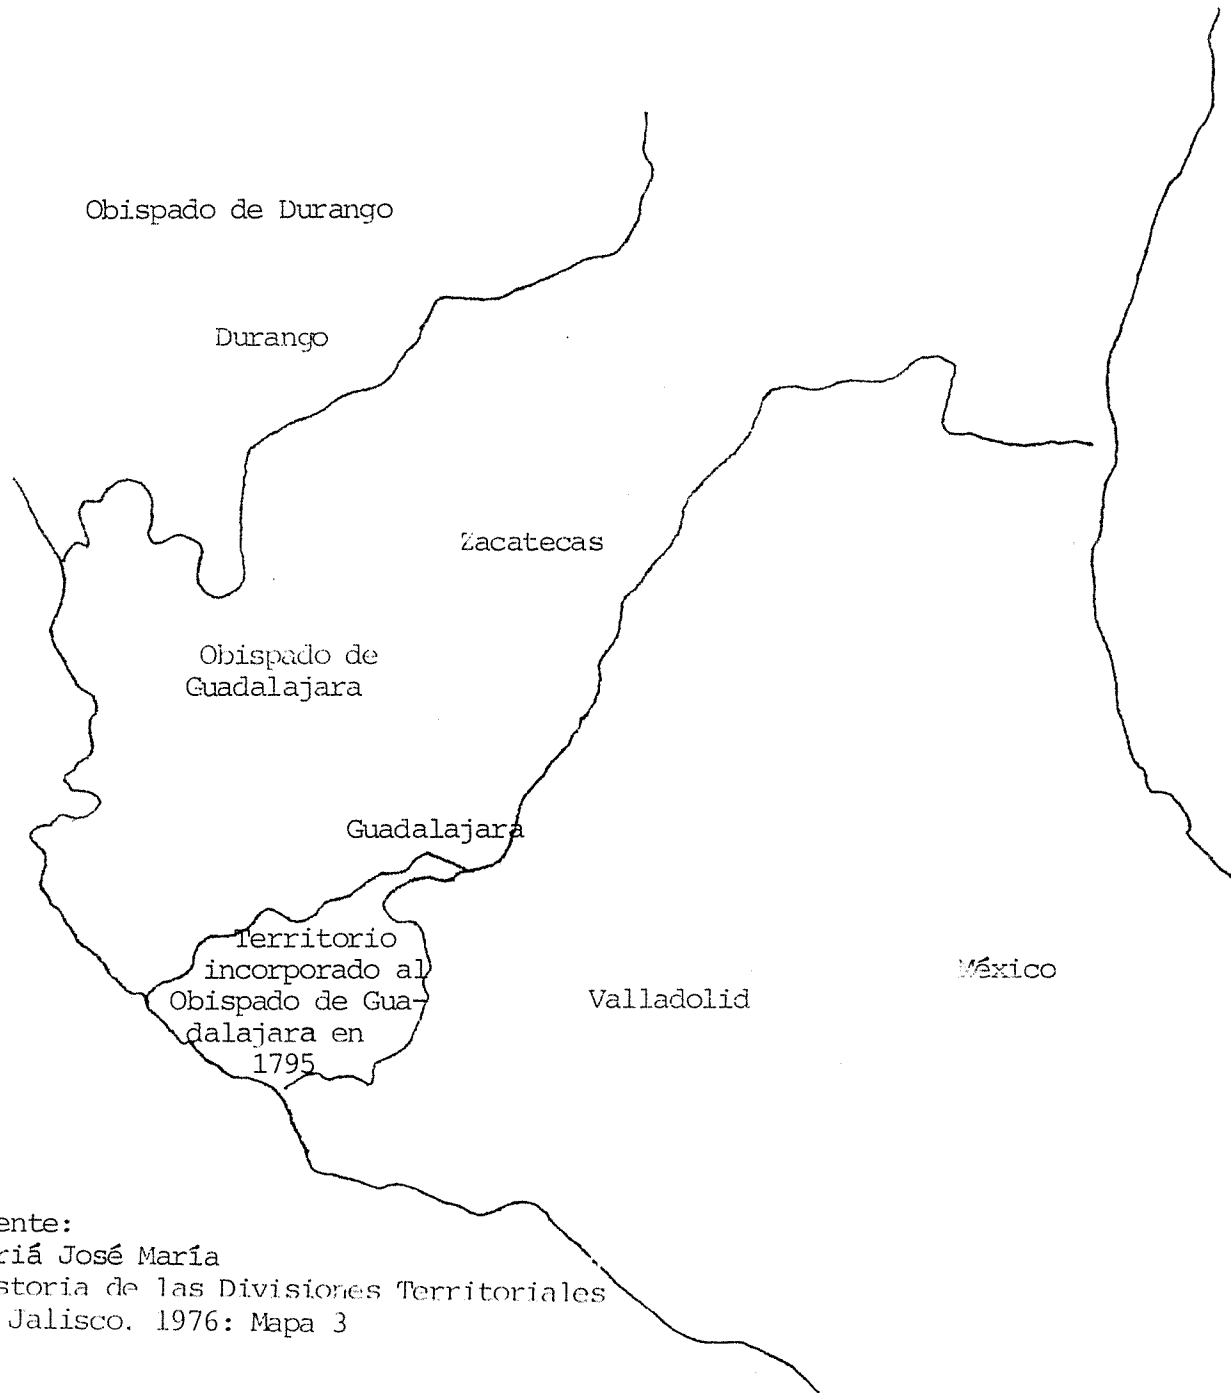 Obispado de Durango
Durango
Zacatecas
Obispado de
Guadalajara
Guadalajara
Territorio
incorporado al
Obispado de Gua-
dalajara en
1795
Valladolid
México
ente:
riá José María
storia de las Divisiones Territoriales
Jalisco. 1976: Mapa 3